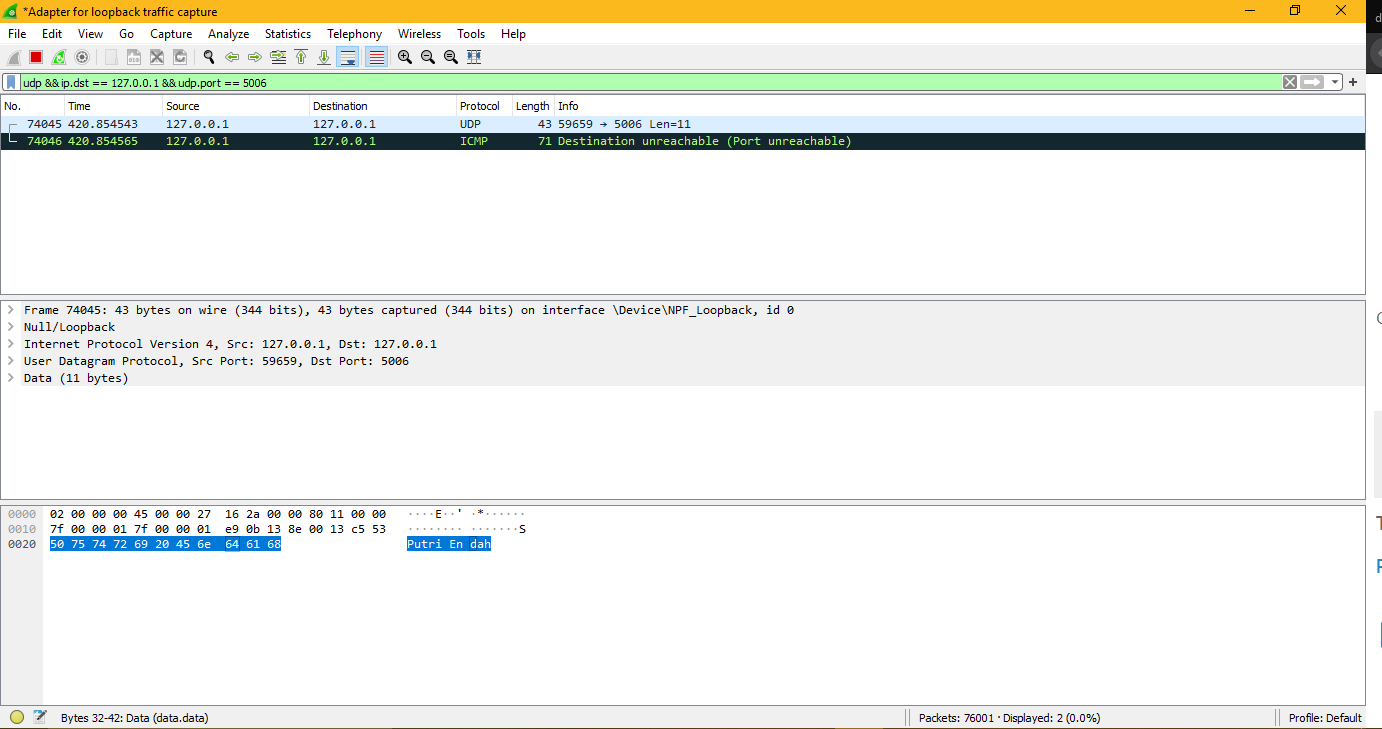 *Adapter for loopback traffic capture
File Edit View Go Capture Analyze Statistics Telephony Wireless Tools Help
udp && ip.dst == 127.0.0.1 && udp.port == 5006
No. Time Source Destination Protocol Length Info
74045 420.854543 127.0.0.1 127.0.0.1 UDP 43 59659 → 5006 Len=11
74046 420.854565 127.0.0.1 127.0.0.1 ICMP 71 Destination unreachable (Port unreachable)
Frame 74045: 43 bytes on wire (344 bits), 43 bytes captured (344 bits) on interface \Device\NPF_Loopback, id 0
Null/Loopback
Internet Protocol Version 4, Src: 127.0.0.1, Dst: 127.0.0.1
User Datagram Protocol, Src Port: 59659, Dst Port: 5006
Data (11 bytes)
0000 02 00 00 00 45 00 00 27 16 2a 00 00 80 11 00 00 ····E··' ·*······
0010 7f 00 00 01 7f 00 00 01 e9 0b 13 8e 00 13 c5 53 ········ ·······S
0020 50 75 74 72 69 20 45 6e 64 61 68 Putri En dah
Bytes 32-42: Data (data.data) Packets: 76001 · Displayed: 2 (0.0%) Profile: Default